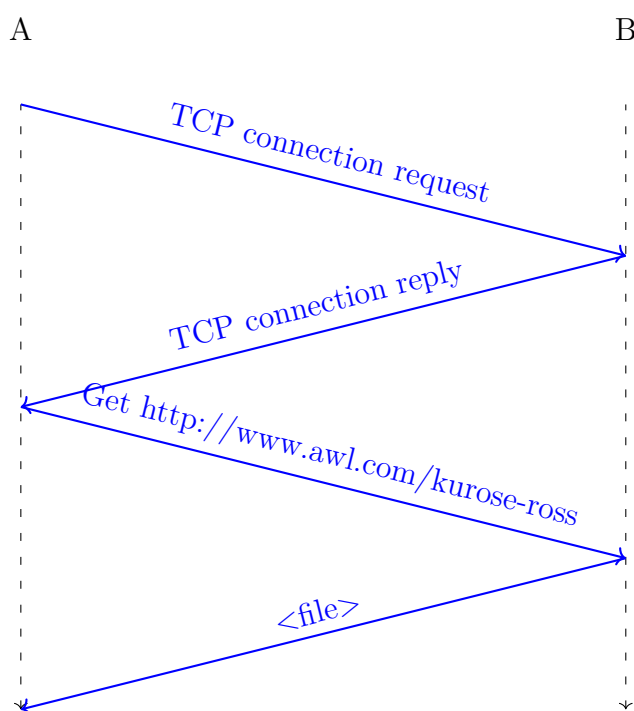 A
B
TCP connection request
TCP connection reply
Get http://www.awl.com/kurose-ross
<file>